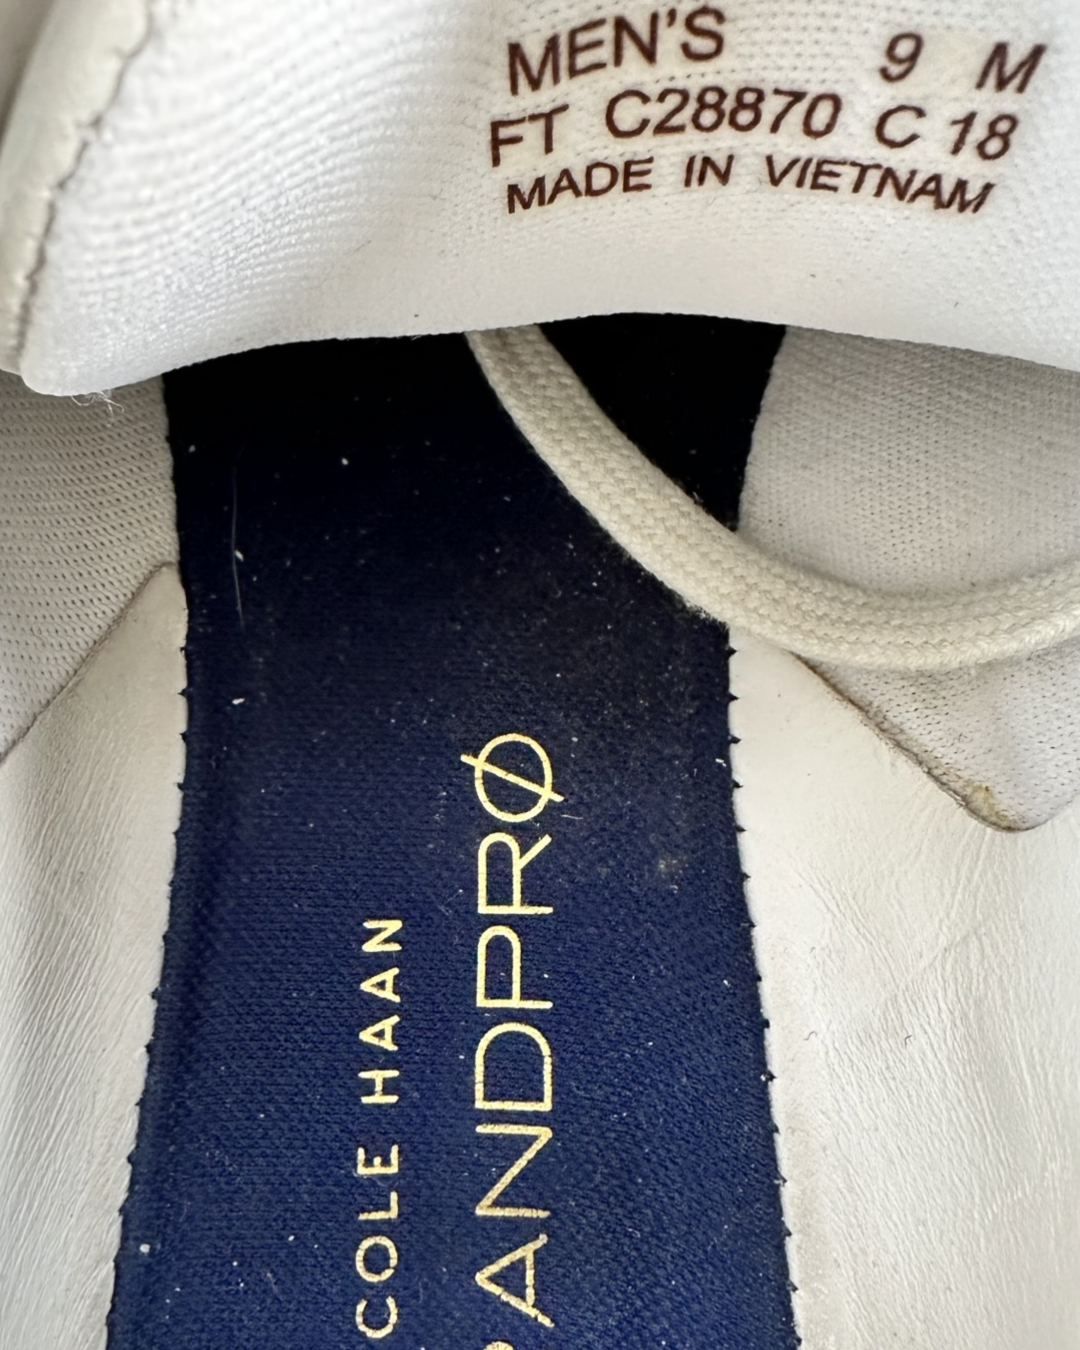 MEN'S 9 M
FT C28870 C 18
MADE IN VIETNAM
COLE HAAN
ANDPRØ